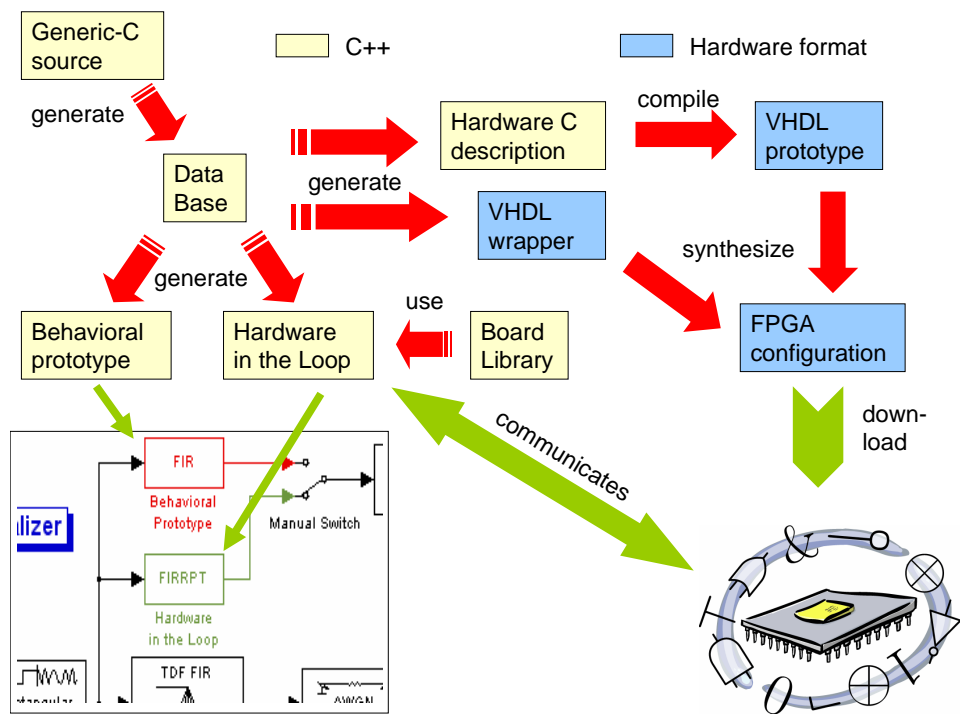 Generic-C
source
C++
Hardware format
generate
Hardware C
description
compile
VHDL
prototype
Data
Base
generate
VHDL
wrapper
synthesize
generate
use
Behavioral
prototype
Hardware
in the Loop
Board
Library
FPGA
configuration
communicates
down-
load
FIR
Behavioral
Prototype
Manual Switch
alizer
FIRRPT
Hardware
in the Loop
TDF FIR
ctangular
AWGN
&